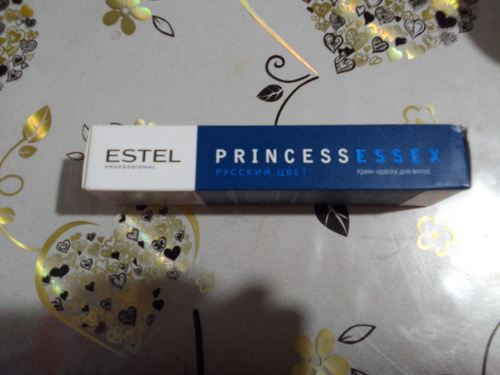 ESTEL
PROFESSIONAL
PRINCESS ESSEX
РУССКИЙ ЦВЕТ
Крем-краска для волос